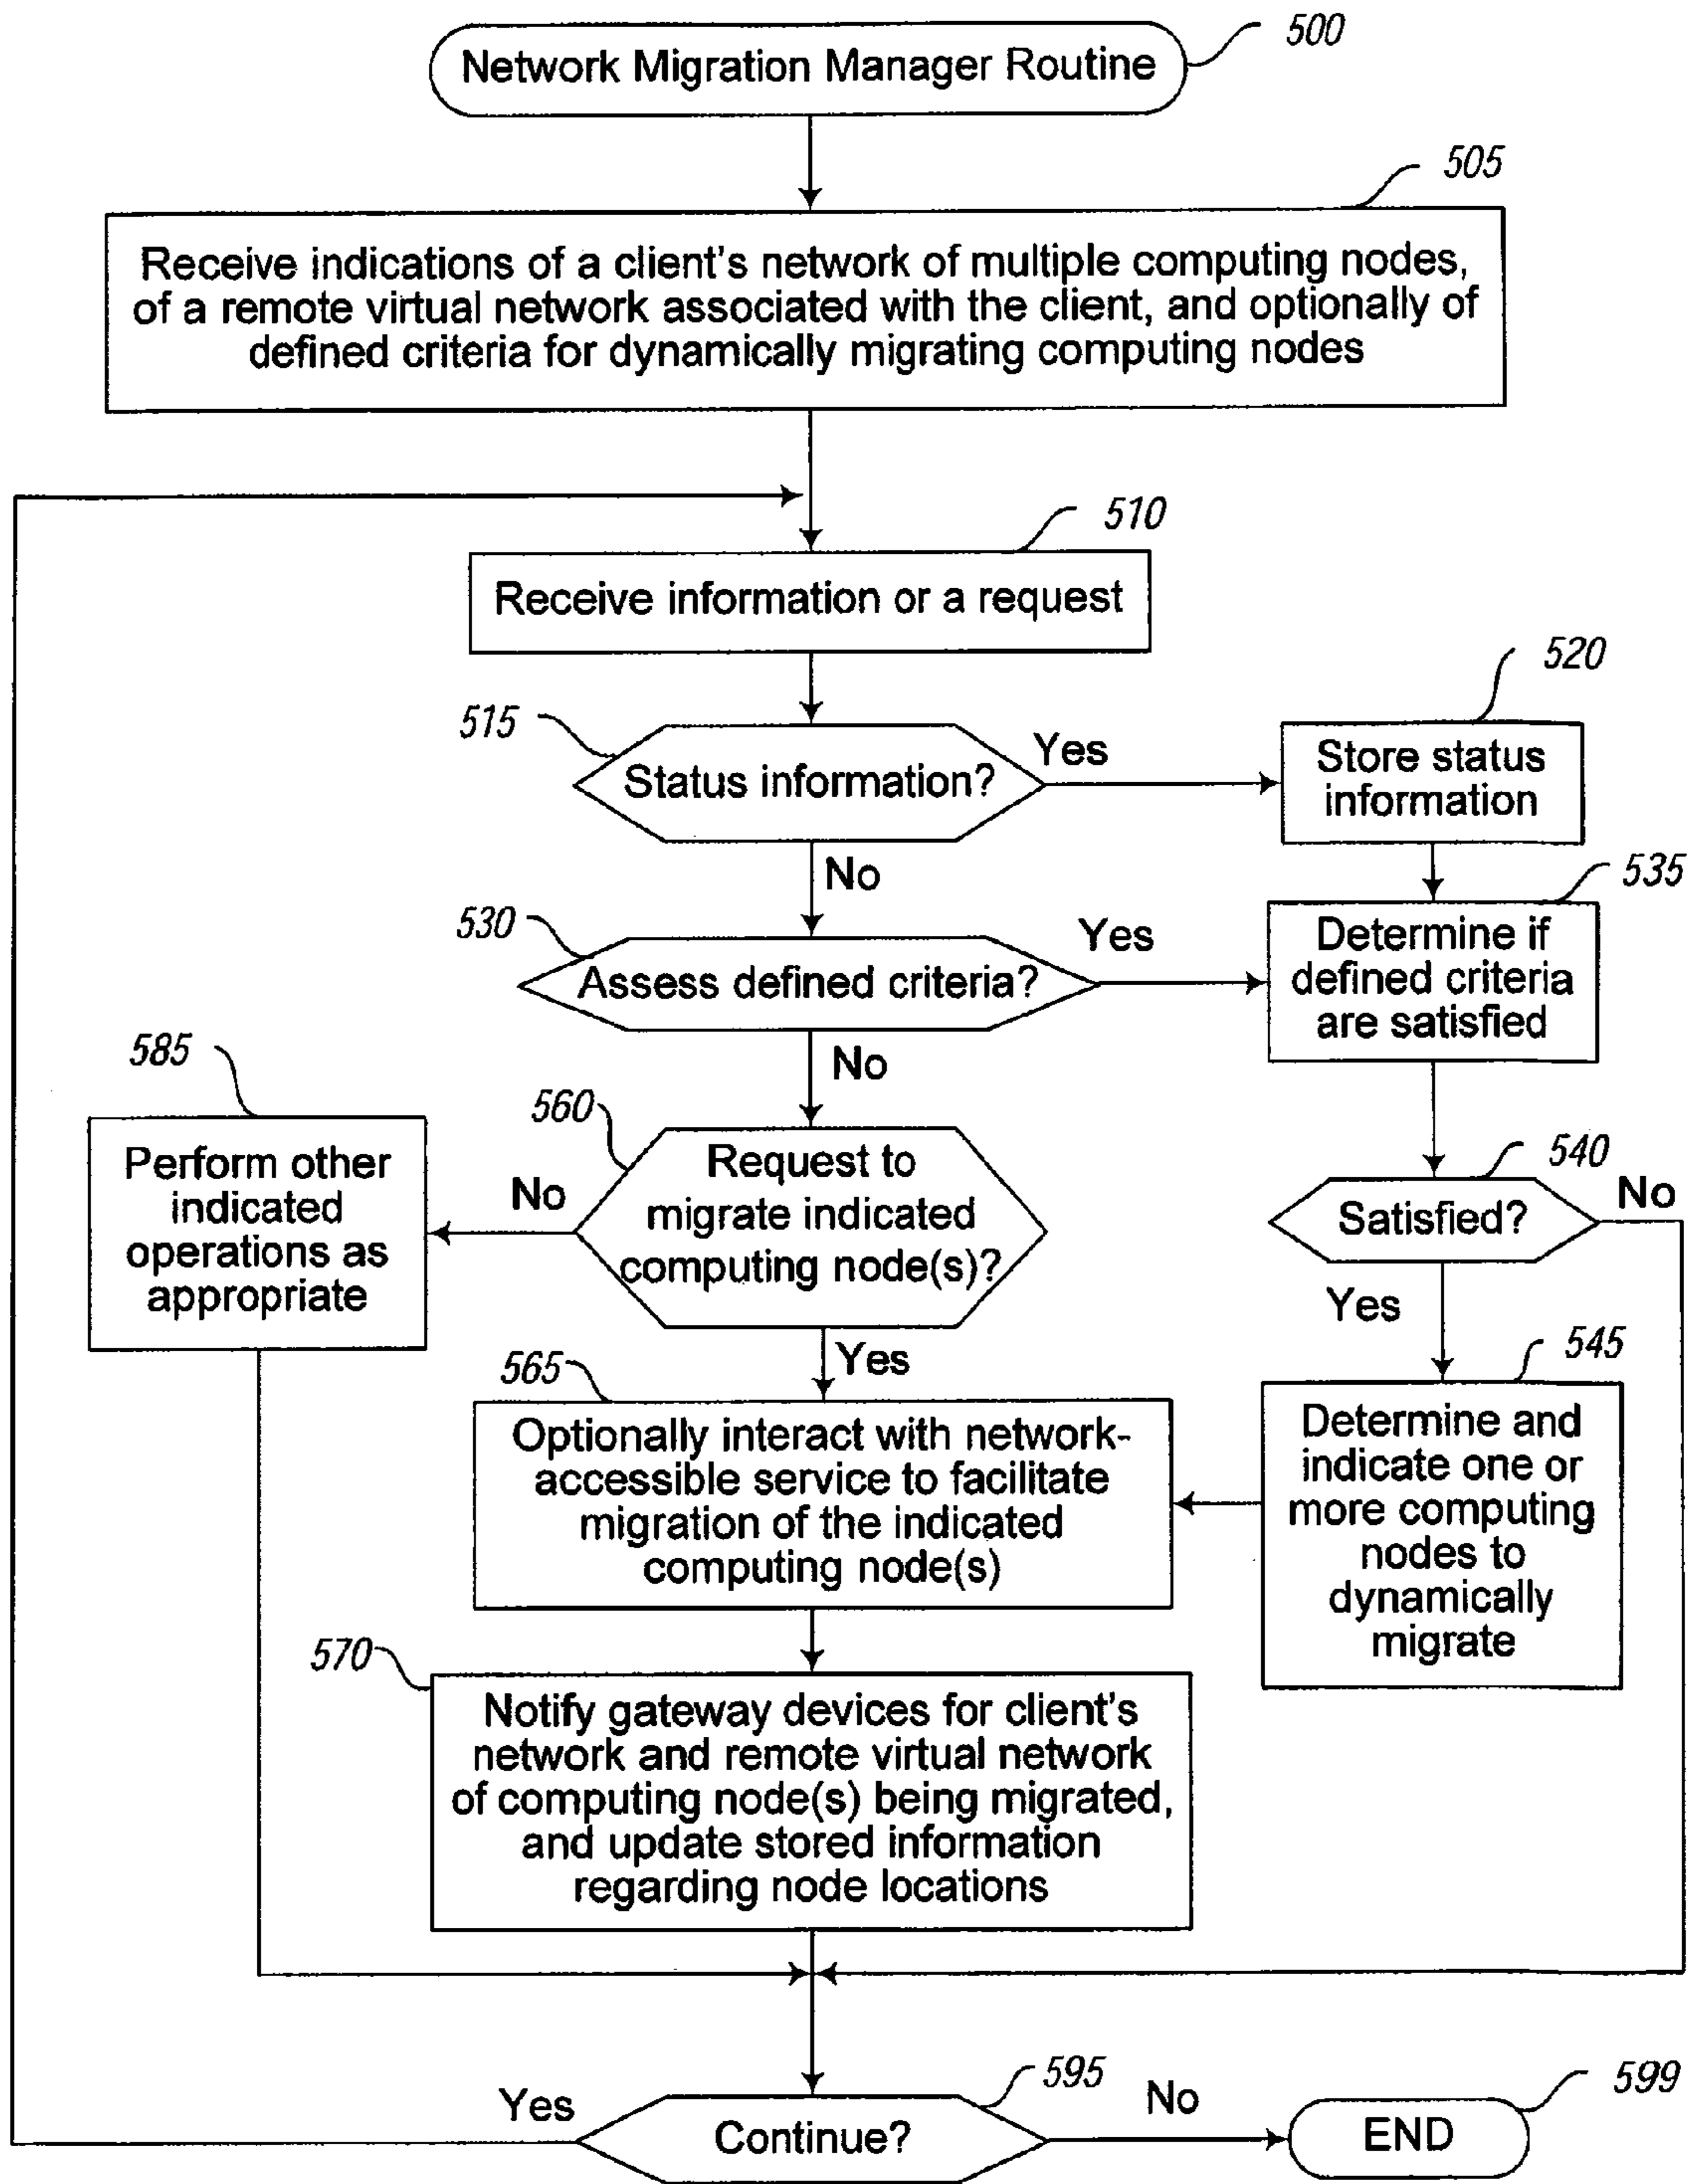 500
Network Migration Manager Routine
505
Receive indications of a client's network of multiple computing nodes,
of a remote virtual network associated with the client, and optionally of
defined criteria for dynamically migrating computing nodes
510
Receive information or a request
515
Status information?
Yes
520
Store status
information
No
530
Assess defined criteria?
Yes
535
Determine if
defined criteria
are satisfied
No
585
Perform other
indicated
operations as
appropriate
560
Request to
migrate indicated
computing node(s)?
No
540
Satisfied?
No
Yes
Yes
565
Optionally interact with network-
accessible service to facilitate
migration of the indicated
computing node(s)
545
Determine and
indicate one or
more computing
nodes to
dynamically
migrate
570
Notify gateway devices for client's
network and remote virtual network
of computing node(s) being migrated,
and update stored information
regarding node locations
595
Yes
Continue?
No
599
END